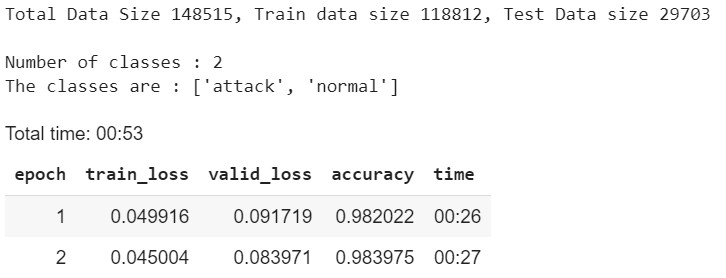 Total Data Size 148515, Train data size 118812, Test Data size 29703
Number of classes : 2
The classes are : ['attack', 'normal']
Total time: 00:53
epoch train_loss valid_loss accuracy time
1 0.049916 0.091719 0.982022 00:26
2 0.045004 0.083971 0.983975 00:27